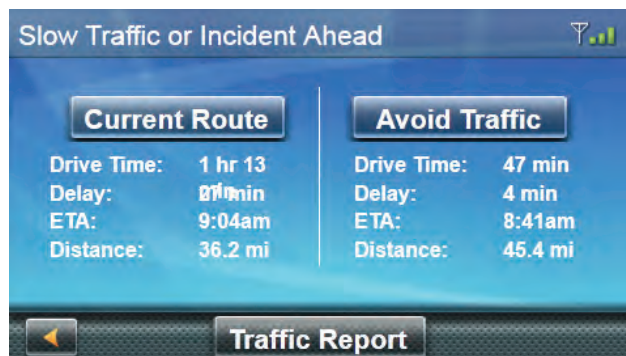 Slow Traffic or Incident Ahead
Current Route
Drive Time: 1 hr 13 min
Delay: 27 min
ETA: 9:04am
Distance: 36.2 mi
Avoid Traffic
Drive Time: 47 min
Delay: 4 min
ETA: 8:41am
Distance: 45.4 mi
Traffic Report